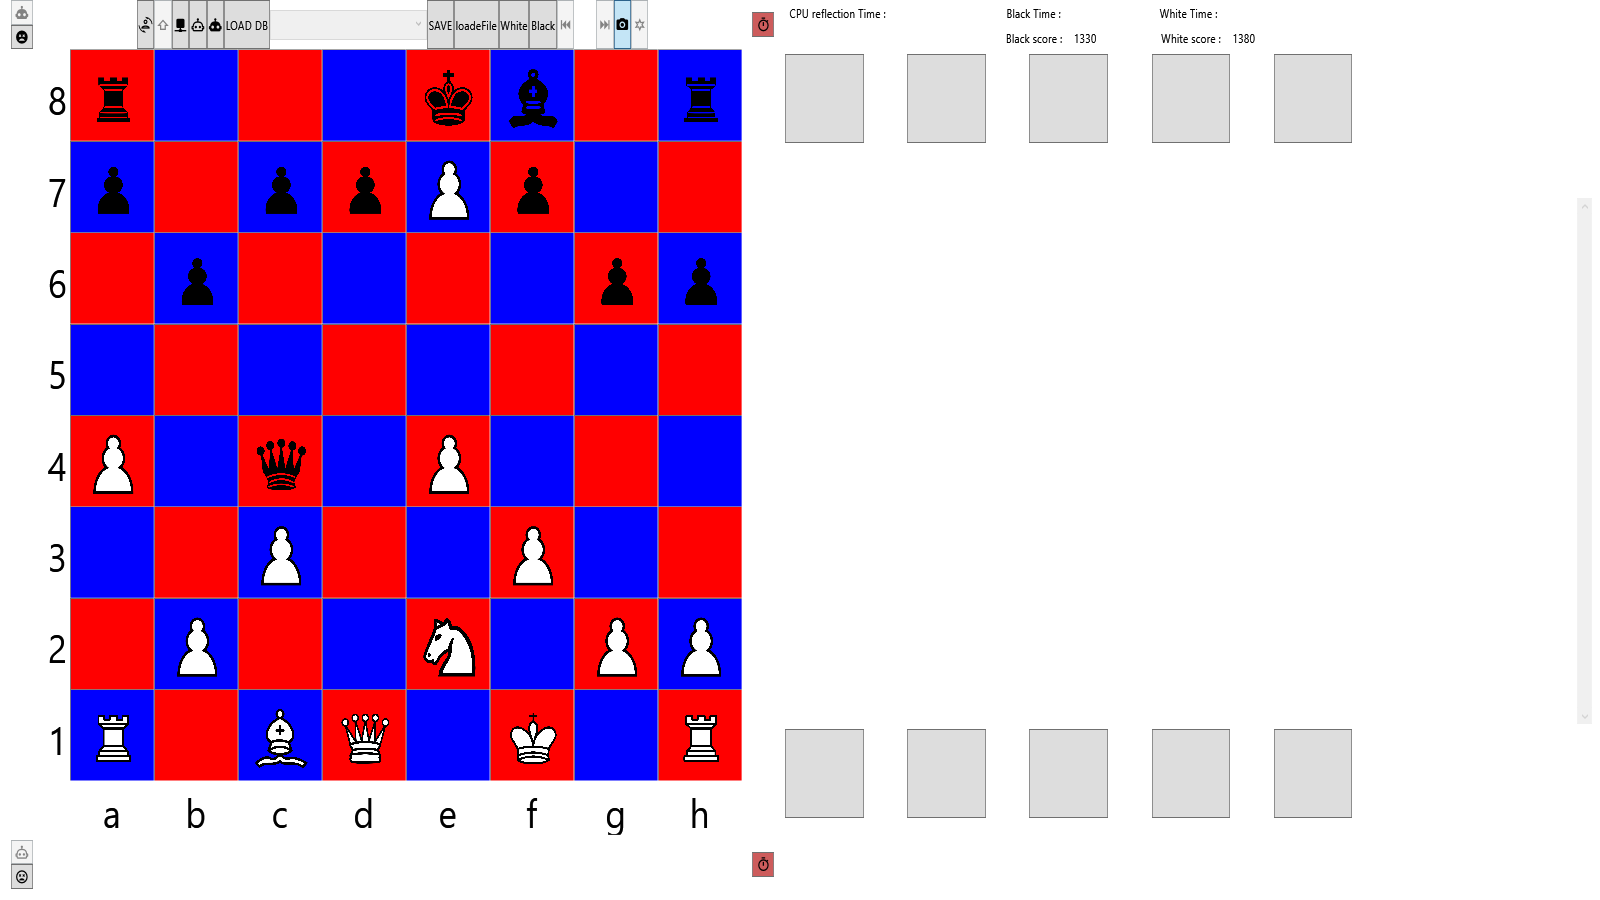 LOAD DB SAVE loadeFile White Black
CPU reflection Time : Black Time : White Time :
Black score : 1330 White score : 1380
8
7
6
5
4
3
2
1
a b c d e f g h